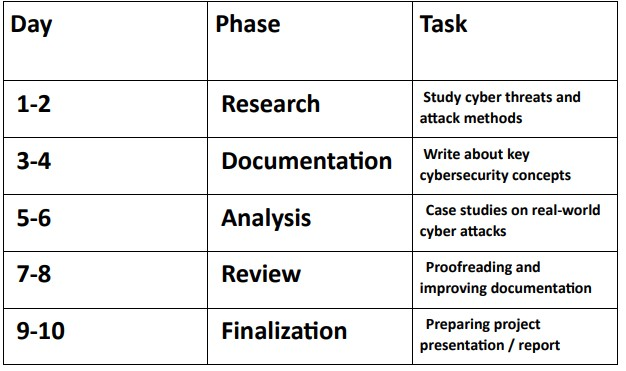 Day Phase Task
1-2 Research Study cyber threats and
attack methods
3-4 Documentation Write about key
cybersecurity concepts
5-6 Analysis Case studies on real-world
cyber attacks
7-8 Review Proofreading and
improving documentation
9-10 Finalization Preparing project
presentation / report